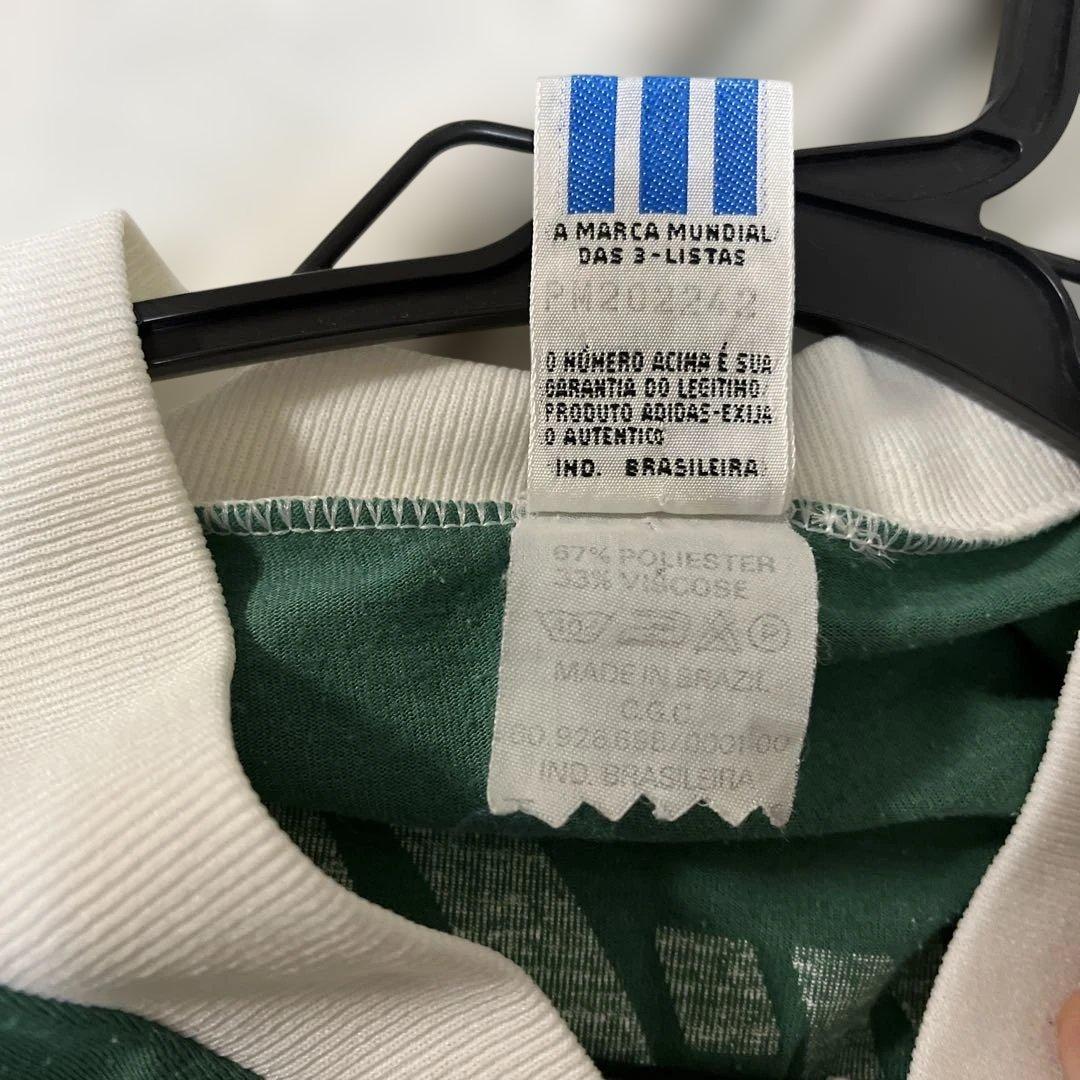 A MARCA MUNDIAL
DAS 3-LISTAS
PM202242
O NÚMERO ACIMA É SUA
GARANTIA DO LEGITIMO
PRODUTO ADIDAS-EXIJA
O AUTENTICO
IND. BRASILEIRA
67% POLIESTER
33% VISCOSE
P
MADE IN BRAZIL
C.G.C.
IND. BRASILEIRA